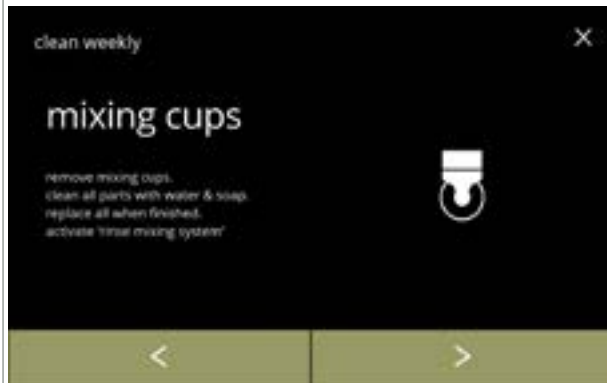 clean weekly
mixing cups
remove mixing cups.
clean all parts with water & soap.
replace all when finished.
activate 'rinse mixing system'